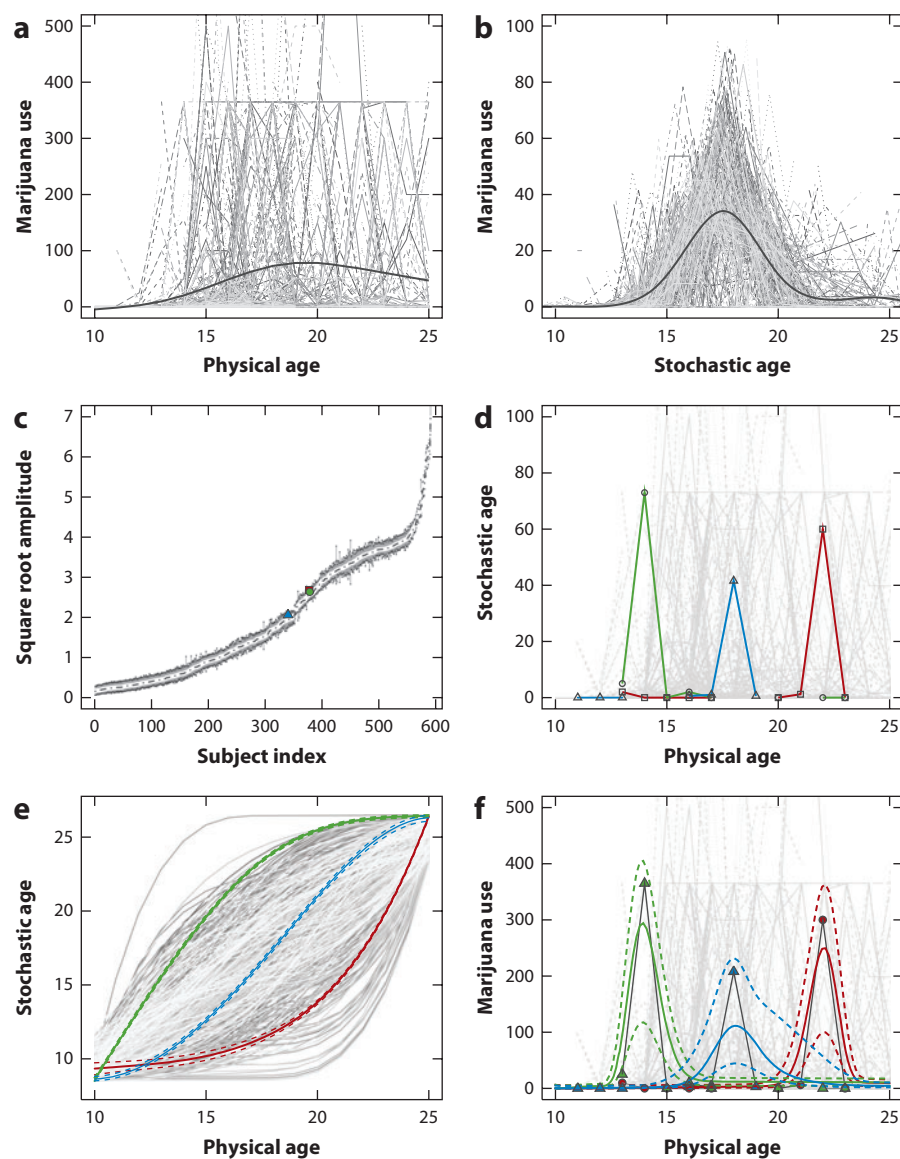 a
500
400
300
200
100
0
Marijuana use
10 15 20 25
Physical age
b
100
80
60
40
20
0
Marijuana use
10 15 20 25
Stochastic age
c
7
6
5
4
3
2
1
0
Square root amplitude
0 100 200 300 400 500 600
Subject index
d
100
80
60
40
20
0
Stochastic age
10 15 20 25
Physical age
e
25
20
15
10
Stochastic age
10 15 20 25
Physical age
f
500
400
300
200
100
0
Marijuana use
10 15 20 25
Physical age